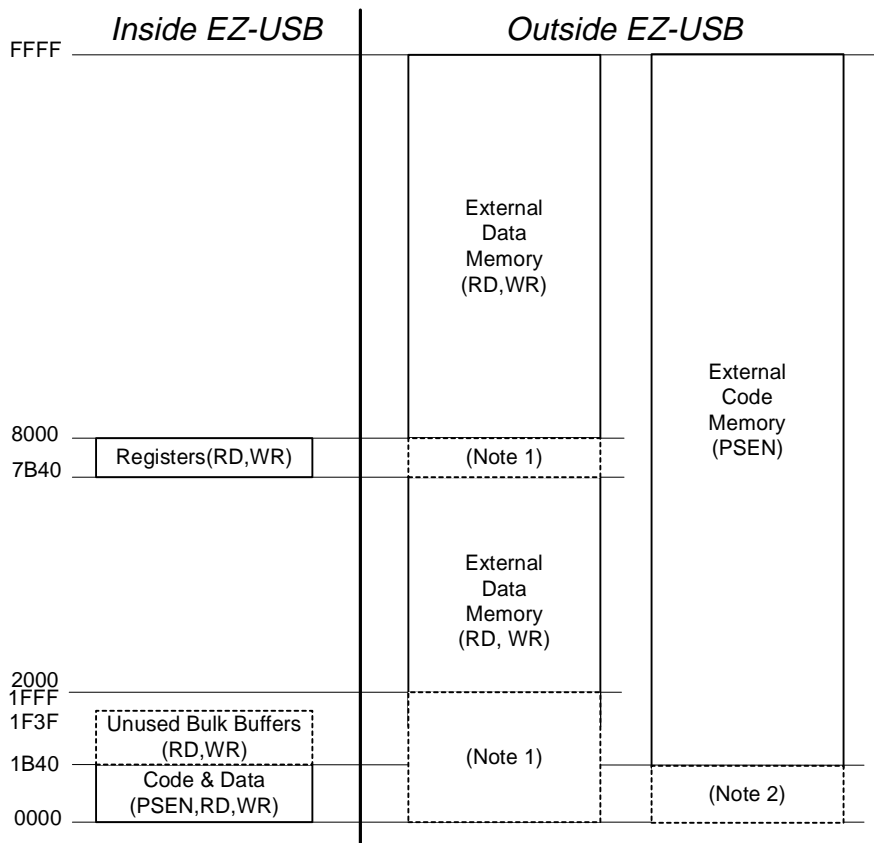 Inside EZ-USB
Outside EZ-USB
FFFF
External
Data
Memory
(RD,WR)
External
Code
Memory
(PSEN)
8000
Registers(RD,WR)
(Note 1)
7B40
External
Data
Memory
(RD, WR)
2000
1FFF
1F3F
Unused Bulk Buffers
(RD,WR)
(Note 1)
1B40
Code & Data
(PSEN,RD,WR)
(Note 2)
0000